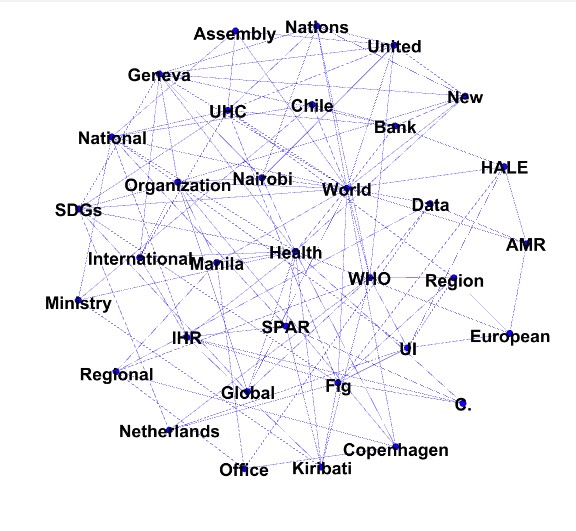 Assembly
Nations
United
Geneva
New
UHC
Chile
Bank
National
HALE
Organization
Nairobi
World
Data
SDGs
AMR
International
Manila
Health
WHO
Region
Ministry
IHR
SPAR
UI
European
Regional
Global
Fig
G.
Netherlands
Office
Kiribati
Copenhagen